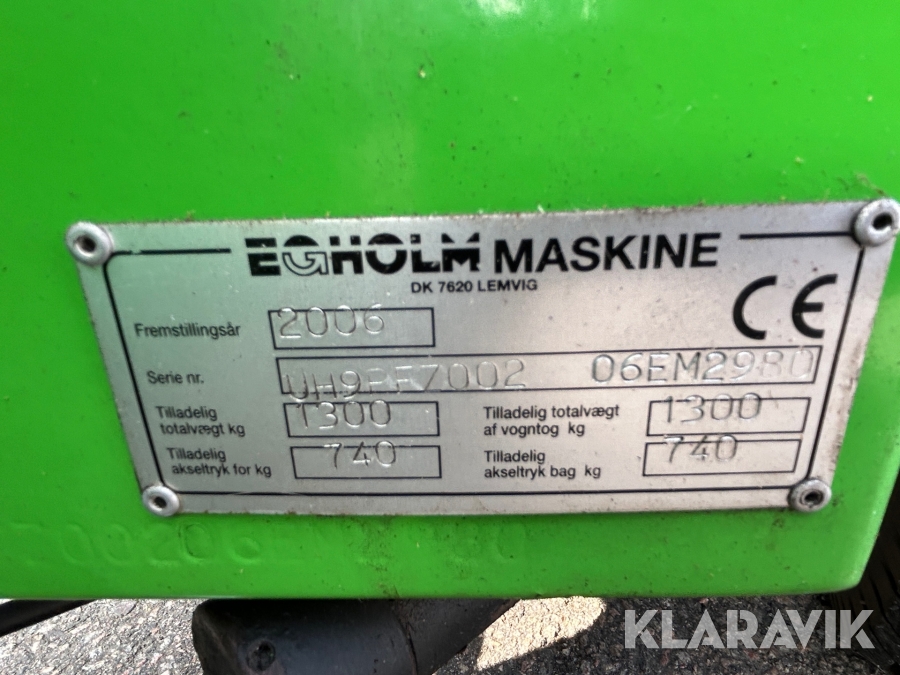 EGHOLM MASKINE
DK 7620 LEMVIG
CE
Fremstillingsår 2006
Serie nr. UH9PF7002 06EM2980
Tilladelig totalvægt kg 1300
Tilladelig totalvægt af vogntog kg 1300
Tilladelig akseltryk for kg 740
Tilladelig akseltryk bag kg 740
KLARAVIK